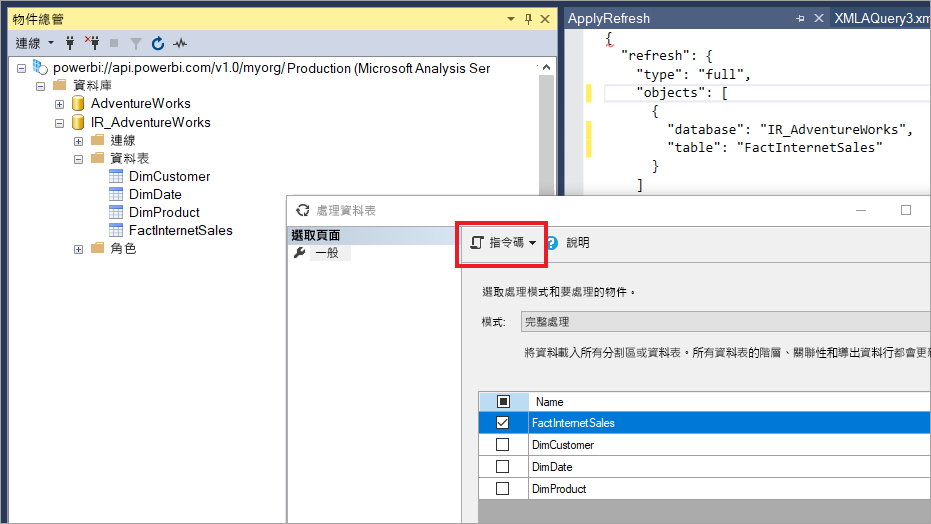 物件總管
連線
powerbi://api.powerbi.com/v1.0/myorg/Production (Microsoft Analysis Ser
資料庫
AdventureWorks
IR_AdventureWorks
連線
資料表
DimCustomer
DimDate
DimProduct
FactInternetSales
角色
ApplyRefresh
XMLAQuery3.xm
{
"refresh": {
"type": "full",
"objects": [
{
"database": "IR_AdventureWorks",
"table": "FactInternetSales"
}
]
處理資料表
選取頁面
一般
指令碼
說明
選取處理模式和要處理的物件。
模式:
完整處理
將資料載入所有分割區或資料表。所有資料表的階層、關聯性和導出資料行都會更新
Name
FactInternetSales
DimCustomer
DimDate
DimProduct